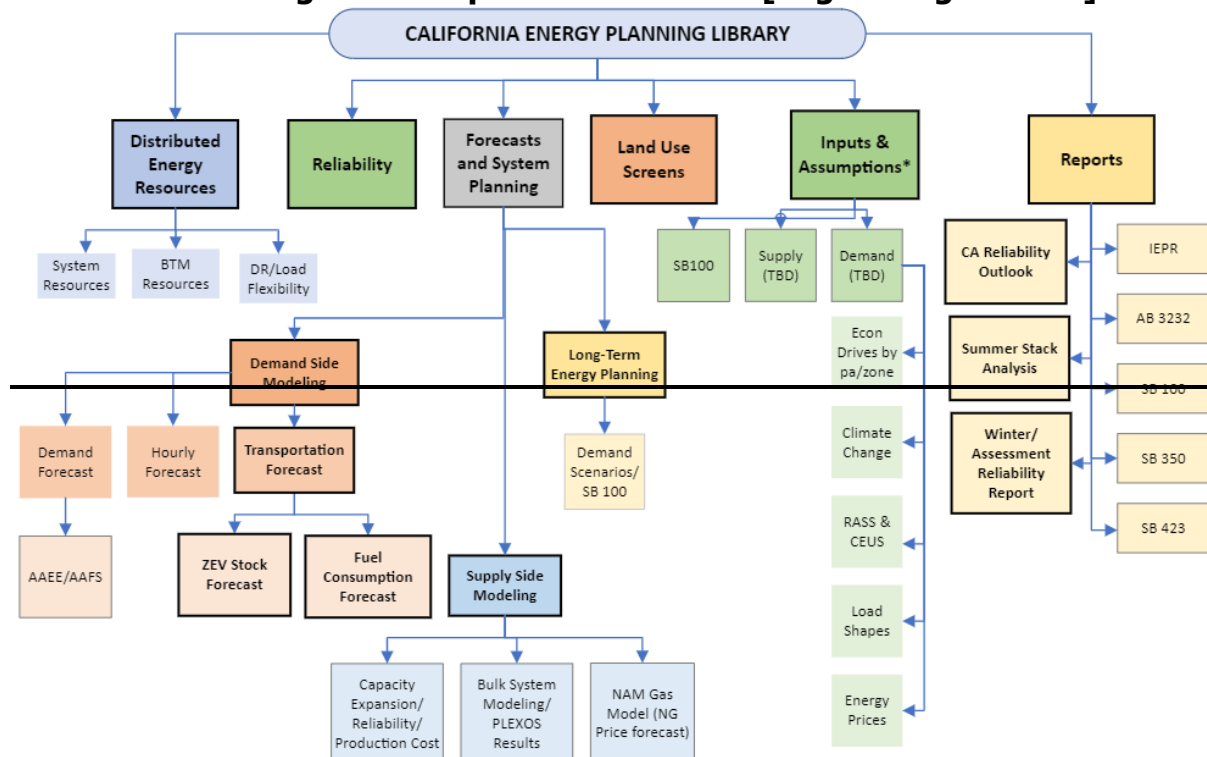 CALIFORNIA ENERGY PLANNING LIBRARY
Distributed
Energy
Resources
Reliability
Forecasts
and System
Planning
Land Use
Screens
Inputs &
Assumptions*
Reports
System
Resources
BTM
Resources
DR/Load
Flexibility
SB100
Supply
(TBD)
Demand
(TBD)
CA Reliability
Outlook
IEPR
AB 3232
Summer Stack
Analysis
SB 100
Winter/
Assessment
Reliability
Report
SB 350
SB 423
Econ
Drives by
pa/zone
Climate
Change
RASS &
CEUS
Load
Shapes
Energy
Prices
Demand Side
Modeling
Long-Term
Energy Planning
Demand
Forecast
Hourly
Forecast
Transportation
Forecast
Demand
Scenarios/
SB 100
AAEE/AAFS
ZEV Stock
Forecast
Fuel
Consumption
Forecast
Supply Side
Modeling
Capacity
Expansion/
Reliability/
Production Cost
Bulk System
Modeling/
PLEXOS
Results
NAM Gas
Model (NG
Price forecast)